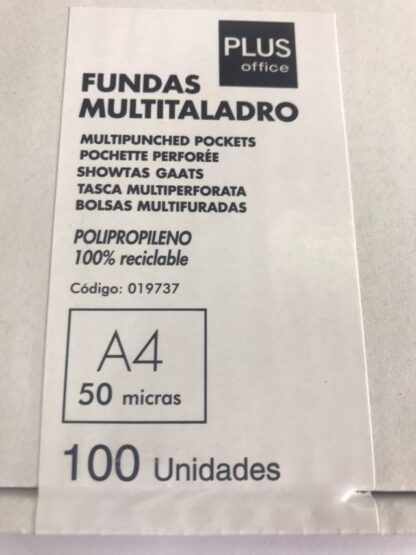 PLUS
office
FUNDAS
MULTITALADRO
MULTIPUNCHED POCKETS
POCHETTE PERFORÉE
SHOWTAS GAATS
TASCA MULTIPERFORATA
BOLSAS MULTIFURADAS
POLIPROPILENO
100% reciclable
Código: 019737
A4
50 micras
100 Unidades